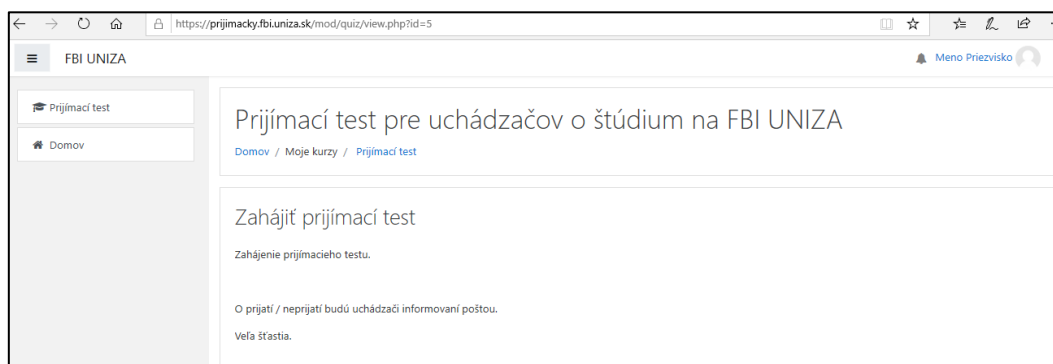 https://prijimacky.fbi.uniza.sk/mod/quiz/view.php?id=5
FBI UNIZA
Meno Priezvisko
Prijímací test
Domov
Prijímací test pre uchádzačov o štúdium na FBI UNIZA
Domov / Moje kurzy / Prijímací test
Zahájiť prijímací test
Zahájenie prijímacieho testu.
O prijatí / neprijatí budú uchádzači informovaní poštou.
Veľa šťastia.